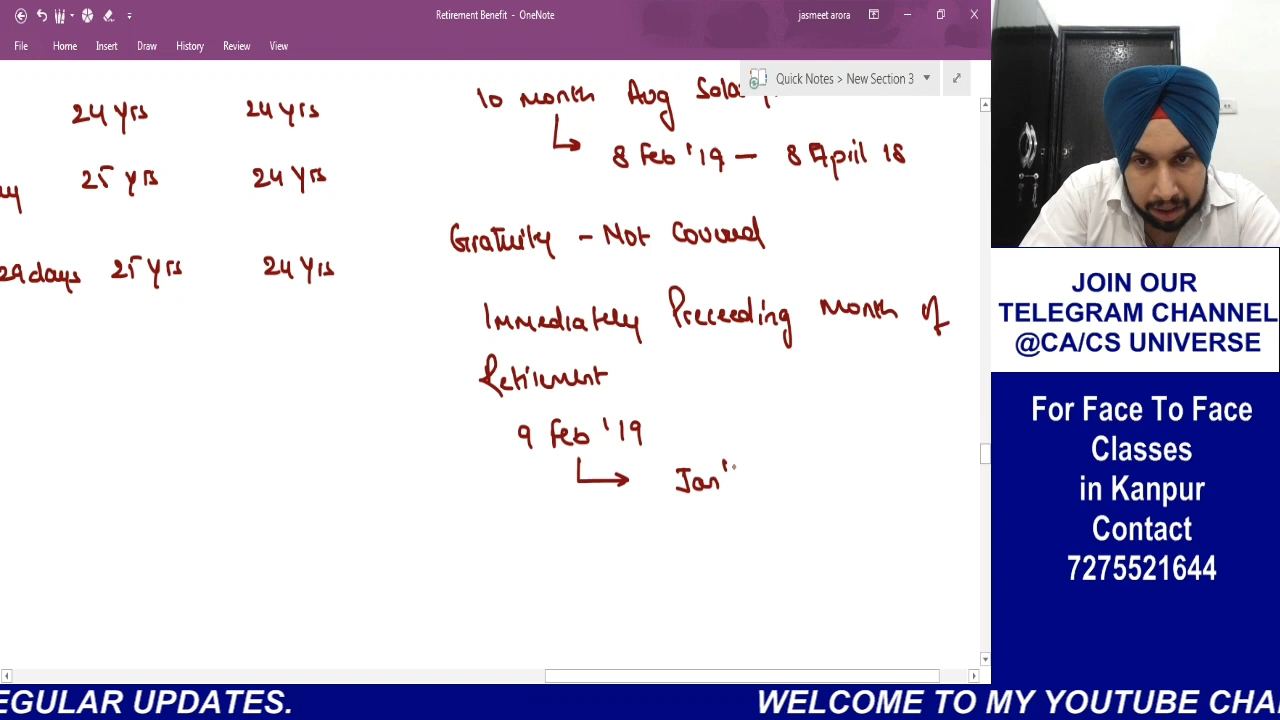 Retirement Benefit - OneNote
jasmeet arora
File Home Insert Draw History Review View
Quick Notes > New Section 3
24 yrs 24 yrs
25 yrs 24 yrs
29 days 25 yrs 24 yrs
10 month Avg
8 Feb '19 — 8 April 18
Gratuity - Not Covered
Immediately Preceeding Month of
Retirement
9 Feb '19
Jan'
JOIN OUR
TELEGRAM CHANNEL
@CA/CS UNIVERSE
For Face To Face
Classes
in Kanpur
Contact
7275521644
EGULAR UPDATES. WELCOME TO MY YOUTUBE CHA